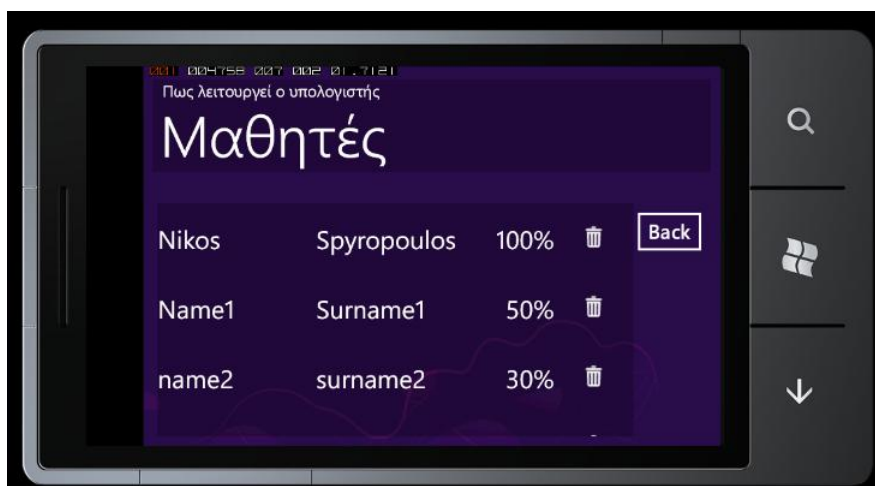 Πως λειτουργεί ο υπολογιστής
Μαθητές
Nikos Spyropoulos 100%
Back
Name1 Surname1 50%
name2 surname2 30%